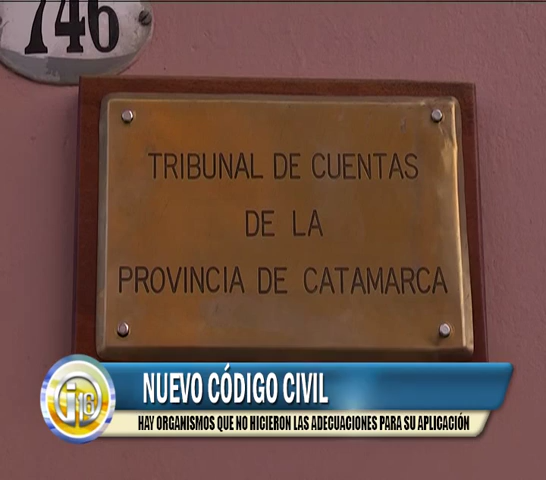 746
TRIBUNAL DE CUENTAS
DE LA
PROVINCIA DE CATAMARCA
NUEVO CÓDIGO CIVIL
HAY ORGANISMOS QUE NO HICIERON LAS ADECUACIONES PARA SU APLICACIÓN
i16